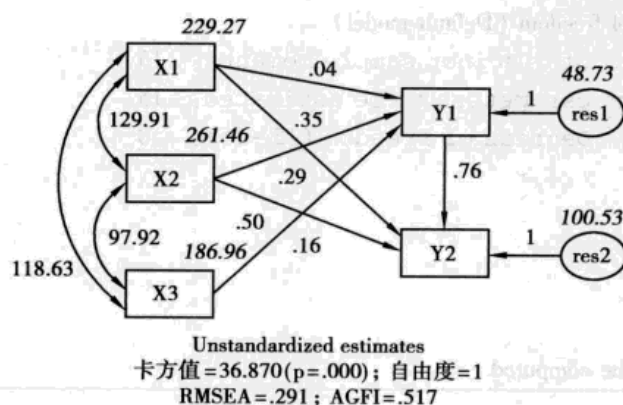 229.27
X1
.04
48.73
Y1
1
res1
129.91
261.46
.35
X2
.29
.76
97.92
.50
186.96
.16
100.53
118.63
X3
Y2
1
res2
Unstandardized estimates
卡方值=36.870(p=.000)；自由度=1
RMSEA=.291；AGFI=.517
he computed